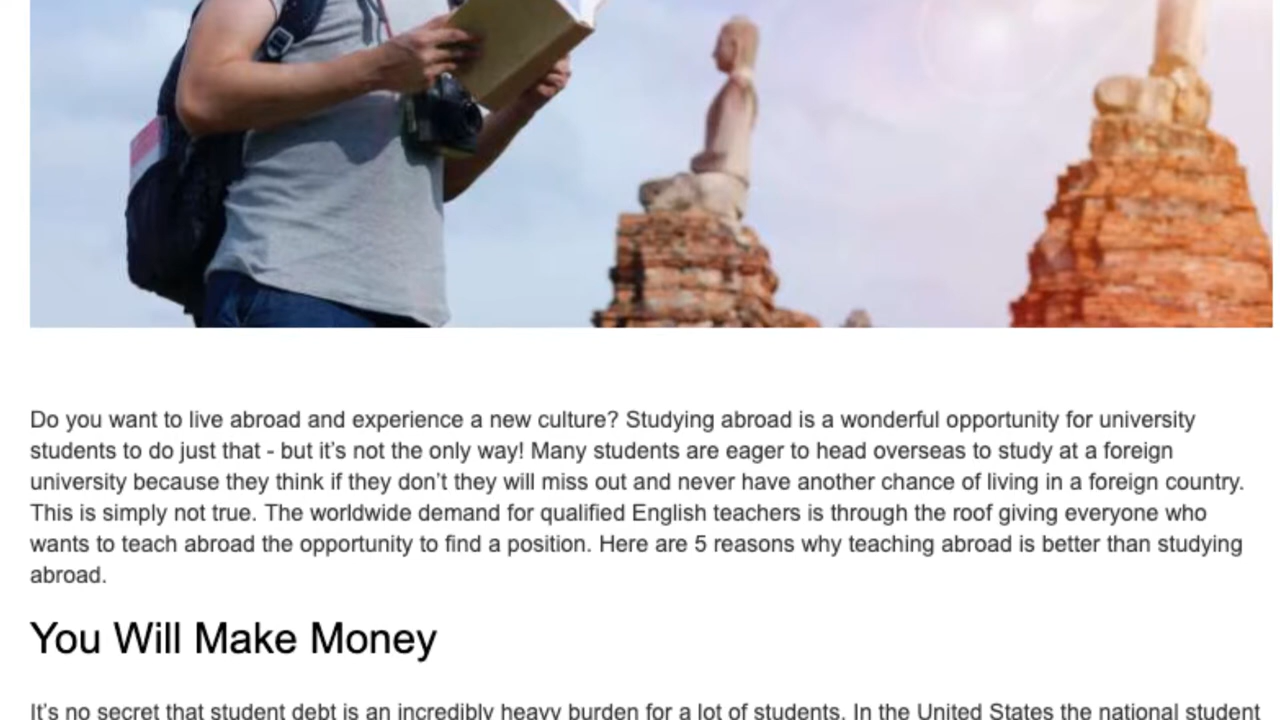 Do you want to live abroad and experience a new culture? Studying abroad is a wonderful opportunity for university
students to do just that - but it’s not the only way! Many students are eager to head overseas to study at a foreign
university because they think if they don’t they will miss out and never have another chance of living in a foreign country.
This is simply not true. The worldwide demand for qualified English teachers is through the roof giving everyone who
wants to teach abroad the opportunity to find a position. Here are 5 reasons why teaching abroad is better than studying
abroad.
You Will Make Money
It’s no secret that student debt is an incredibly heavy burden for a lot of students. In the United States the national student